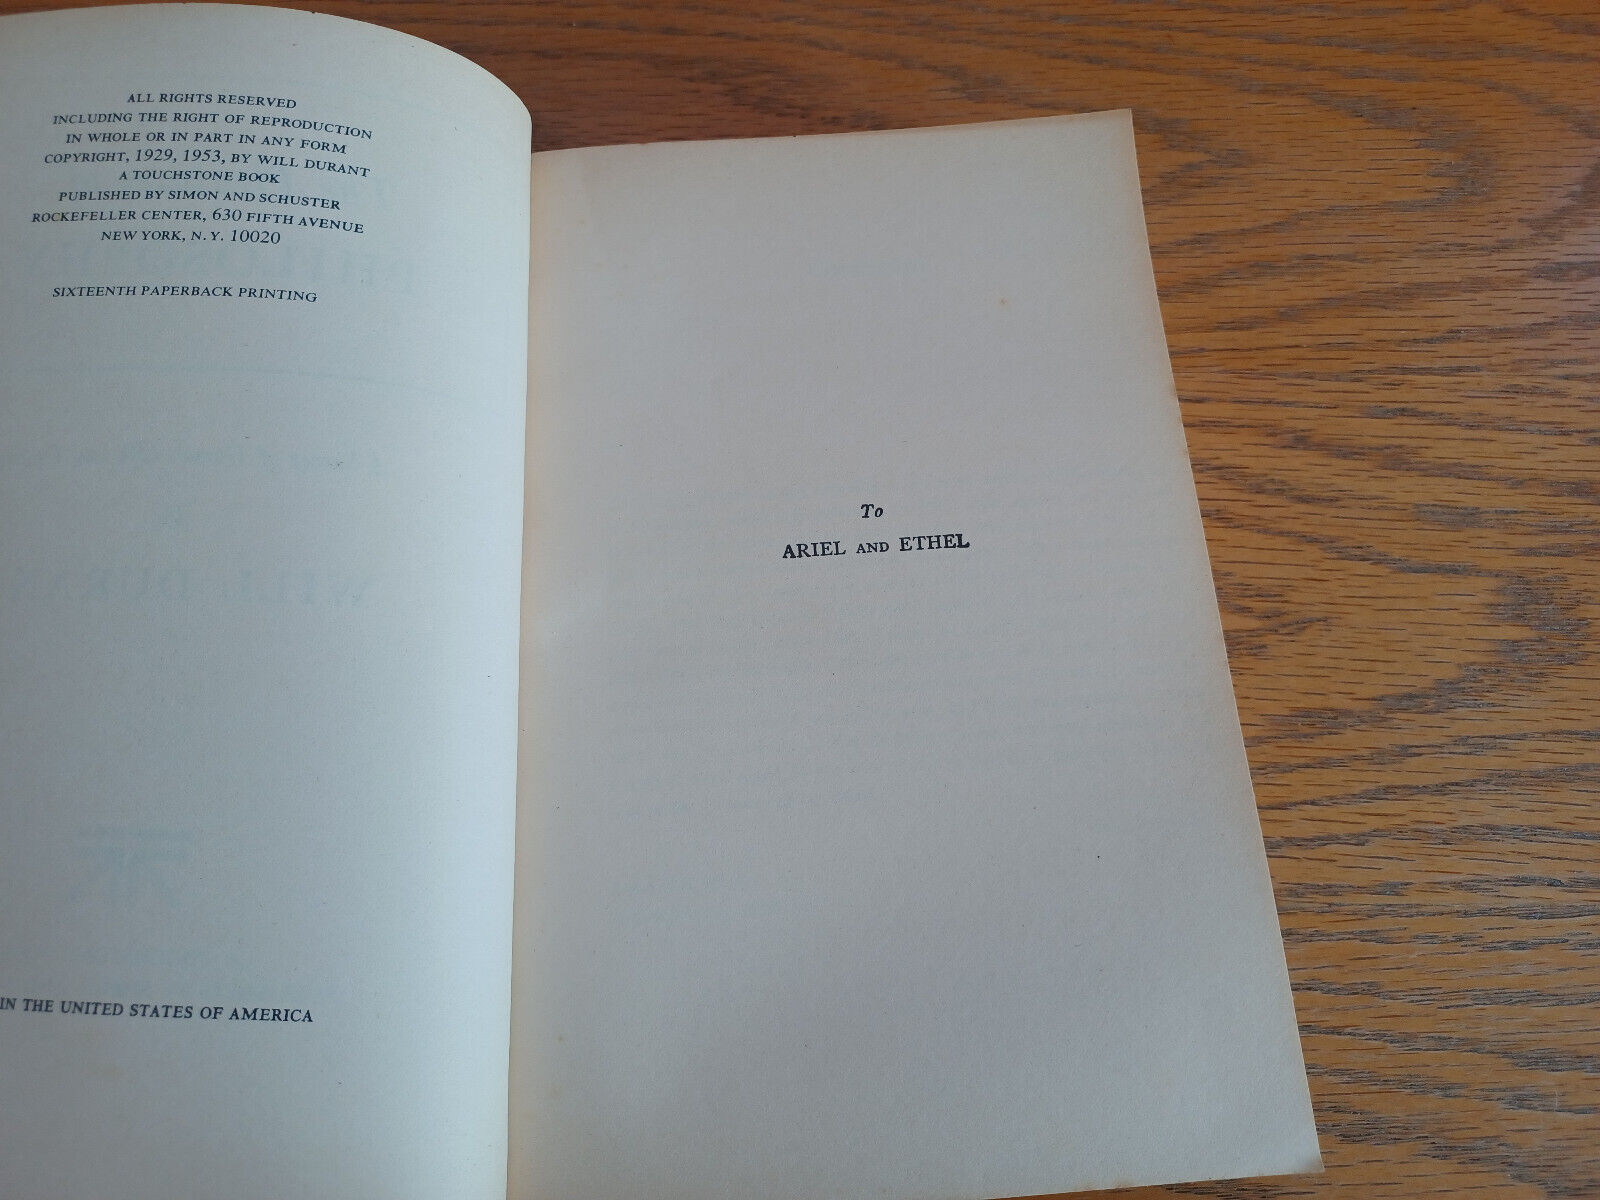 ALL RIGHTS RESERVED
INCLUDING THE RIGHT OF REPRODUCTION
IN WHOLE OR IN PART IN ANY FORM
COPYRIGHT, 1929, 1953, BY WILL DURANT
A TOUCHSTONE BOOK
PUBLISHED BY SIMON AND SCHUSTER
ROCKEFELLER CENTER, 630 FIFTH AVENUE
NEW YORK, N. Y. 10020
SIXTEENTH PAPERBACK PRINTING
IN THE UNITED STATES OF AMERICA
To
ARIEL AND ETHEL